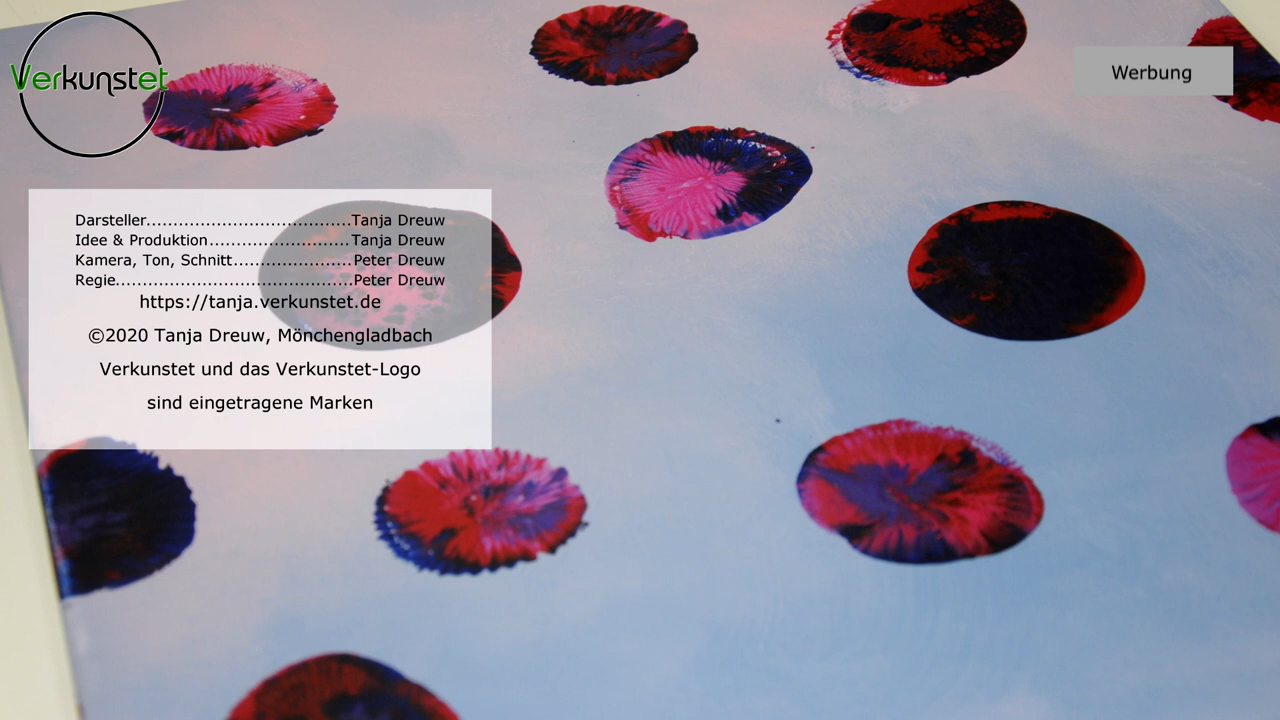 Verkunstet
Werbung
Darsteller.......................................Tanja Dreuw
Idee & Produktion...........................Tanja Dreuw
Kamera, Ton, Schnitt.......................Peter Dreuw
Regie.............................................Peter Dreuw
https://tanja.verkunstet.de
©2020 Tanja Dreuw, Mönchengladbach
Verkunstet und das Verkunstet-Logo
sind eingetragene Marken